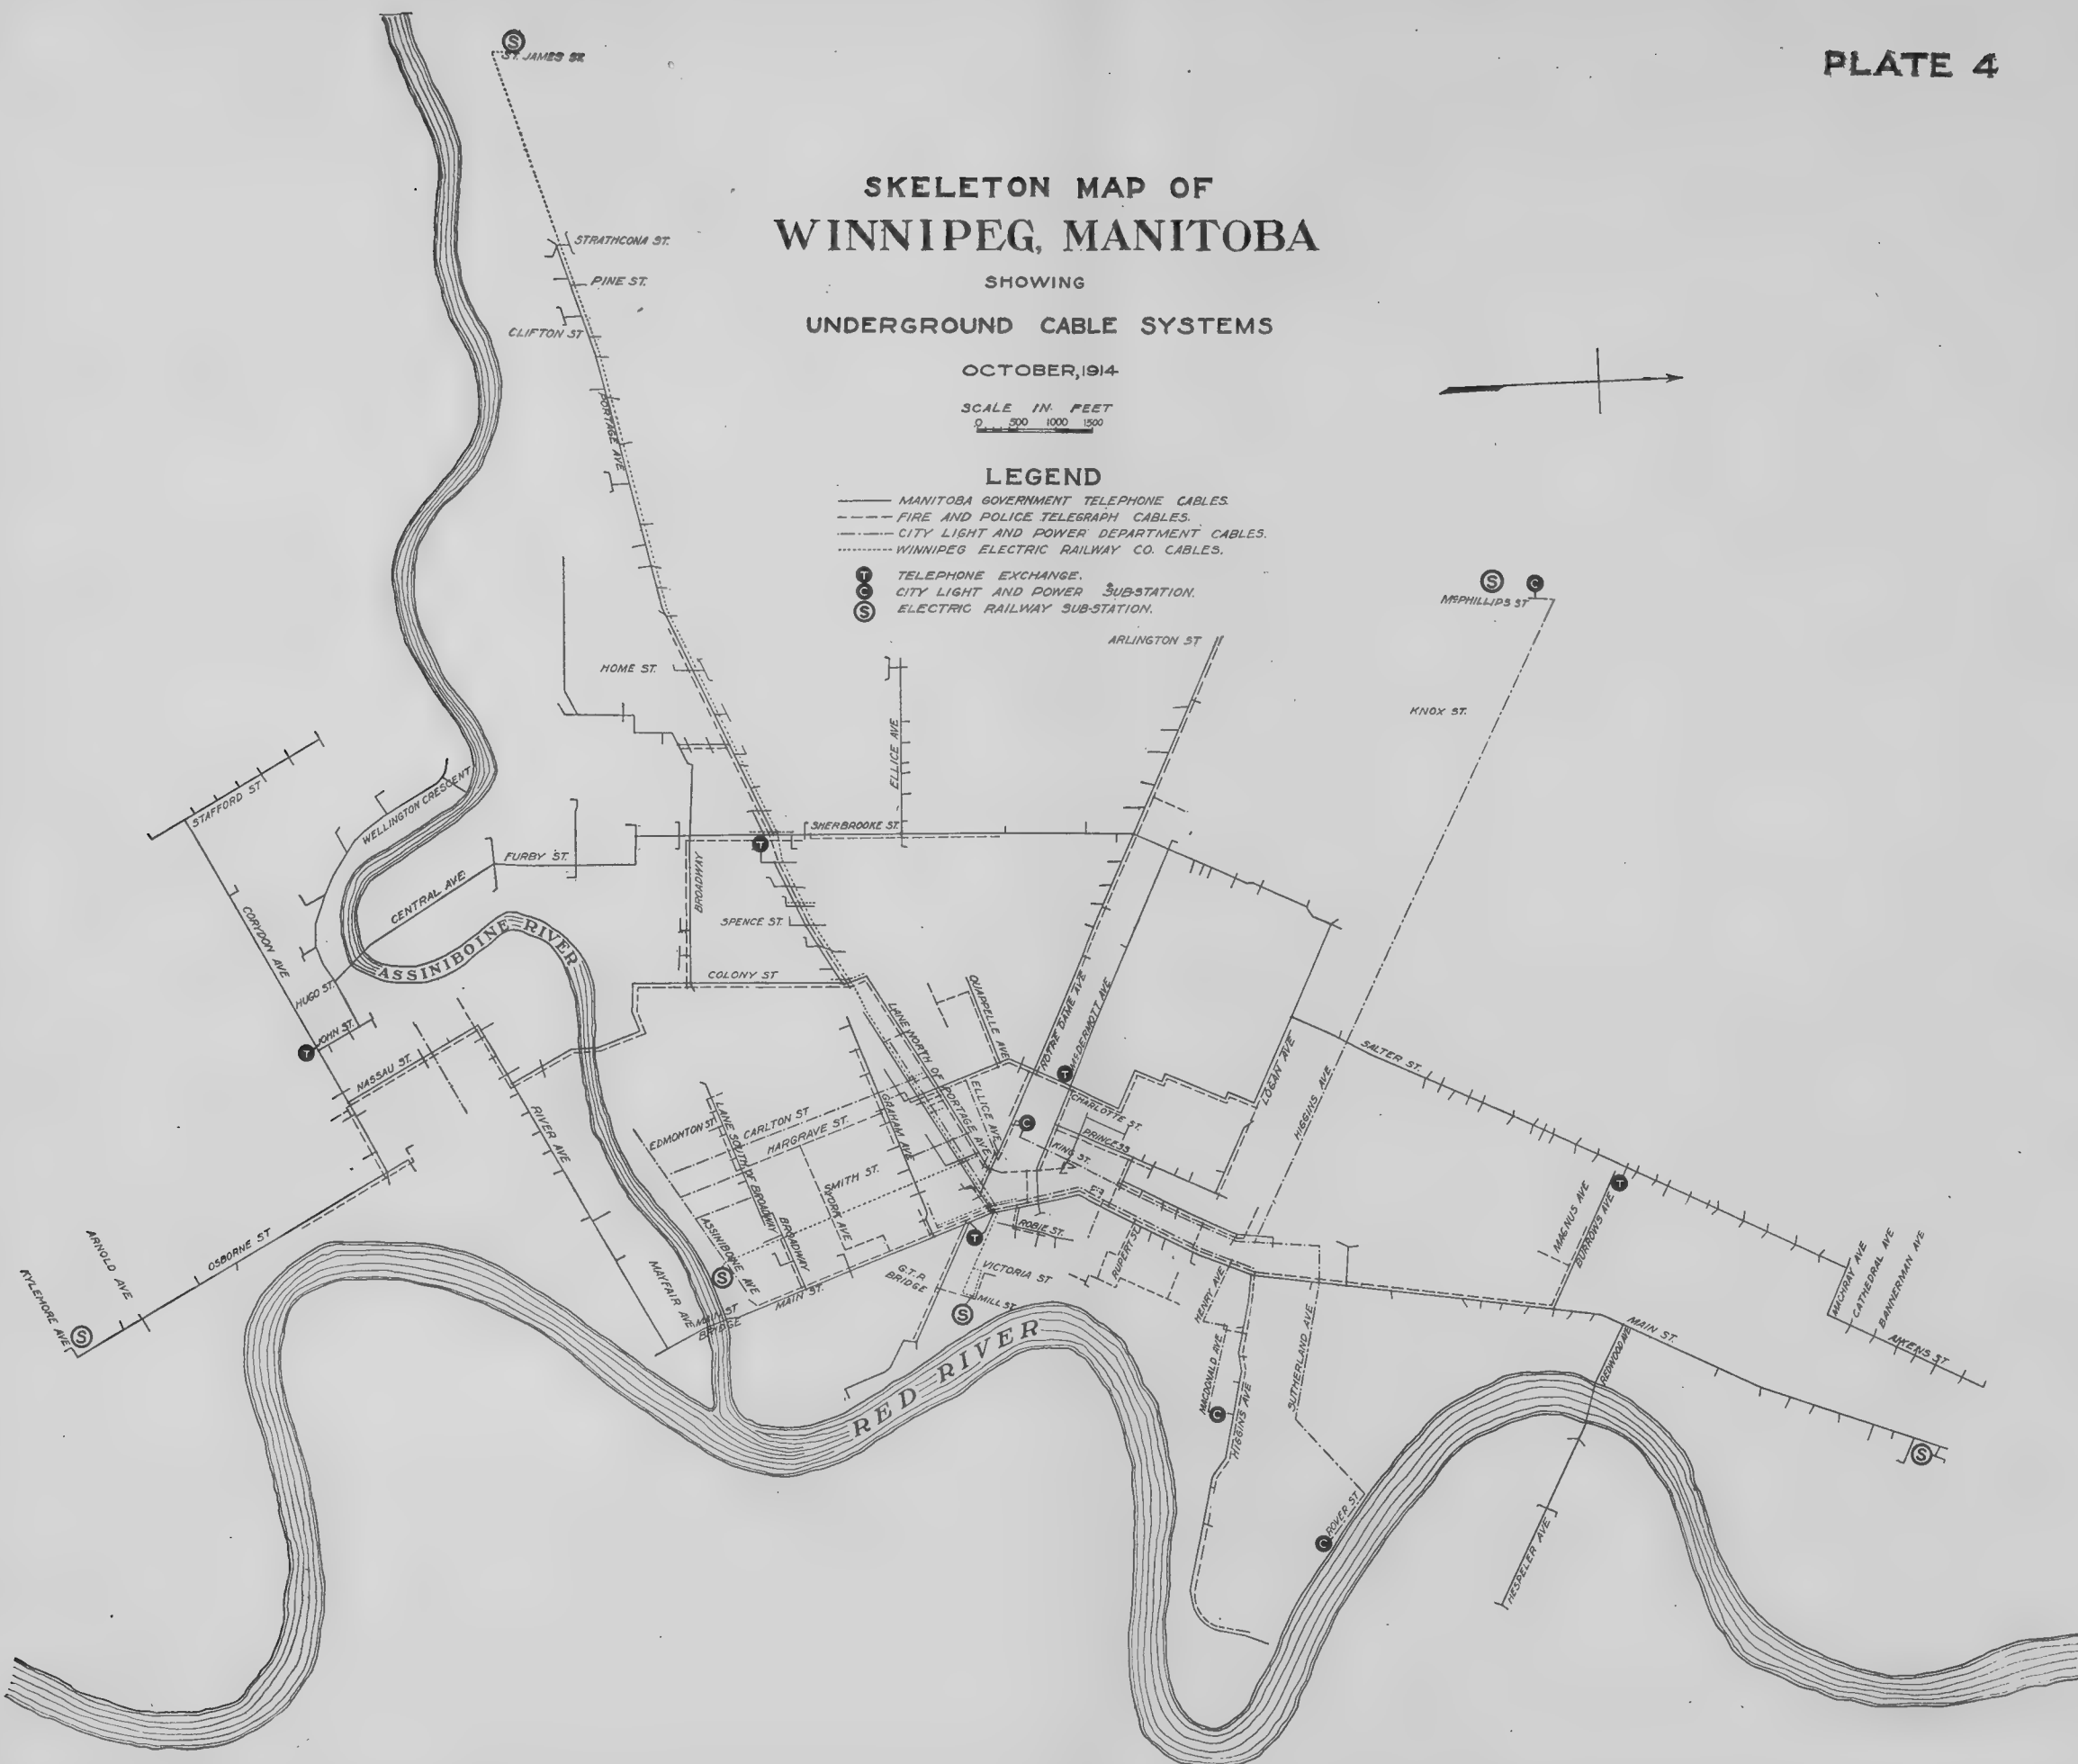 PLATE 4
SKELETON MAP OF
WINNIPEG, MANITOBA
SHOWING
UNDERGROUND CABLE SYSTEMS
OCTOBER, 1914
SCALE IN FEET
0 500 1000 1500
LEGEND
MANITOBA GOVERNMENT TELEPHONE CABLES.
FIRE AND POLICE TELEGRAPH CABLES.
CITY LIGHT AND POWER DEPARTMENT CABLES.
WINNIPEG ELECTRIC RAILWAY CO. CABLES.
T TELEPHONE EXCHANGE.
C CITY LIGHT AND POWER SUB-STATION.
S ELECTRIC RAILWAY SUB-STATION.
S
ST. JAMES ST.
STRATHCONA ST.
PINE ST.
CLIFTON ST
PORTAGE AVE
HOME ST.
ELLICE AVE
ARLINGTON ST
S
C
McPHILLIPS ST
KNOX ST.
STAFFORD ST
WELLINGTON CRESCENT
SHERBROOKE ST.
T
FURBY ST.
CENTRAL AVE
BROADWAY
SPENCE ST.
COLONY ST
CORYDON AVE
ASSINIBOINE RIVER
HUGO ST.
JOHN ST.
T
NASSAU ST.
RIVER AVE
LANE NORTH OF PORTAGE AVE
QUAPPELLE AVE
NOTRE DAME AVE
McDERMOTT AVE
T
LOGAN AVE
HIGGINS AVE
SALTER ST.
EDMONTON ST.
LANE SOUTH OF BROADWAY
CARLTON ST
HARGRAVE ST.
GRAHAM AVE
ELLICE AVE
C
CHARLOTTE ST.
PRINCESS
KING ST.
SMITH ST.
YORK AVE
BROADWAY
ASSINIBOINE AVE
S
MAIN ST.
MAYFAIR AVE
MAIN ST
BRIDGE
G.T.P.
BRIDGE
T
ROBIE ST.
VICTORIA ST
MILL ST.
S
RUPERT ST.
HENRY AVE
MACDONALD AVE
C
HIGGINS AVE
SUTHERLAND AVE
ROVER ST.
C
MAGNUS AVE
BURROWS AVE
T
MACHRAY AVE
CATHEDRAL AVE
BANNERMAN AVE
AIKENS ST
MAIN ST.
REDWOOD AVE
S
HESPELER AVE
ARNOLD AVE
OSBORNE ST
KYLEMORE AVE
S
RED RIVER